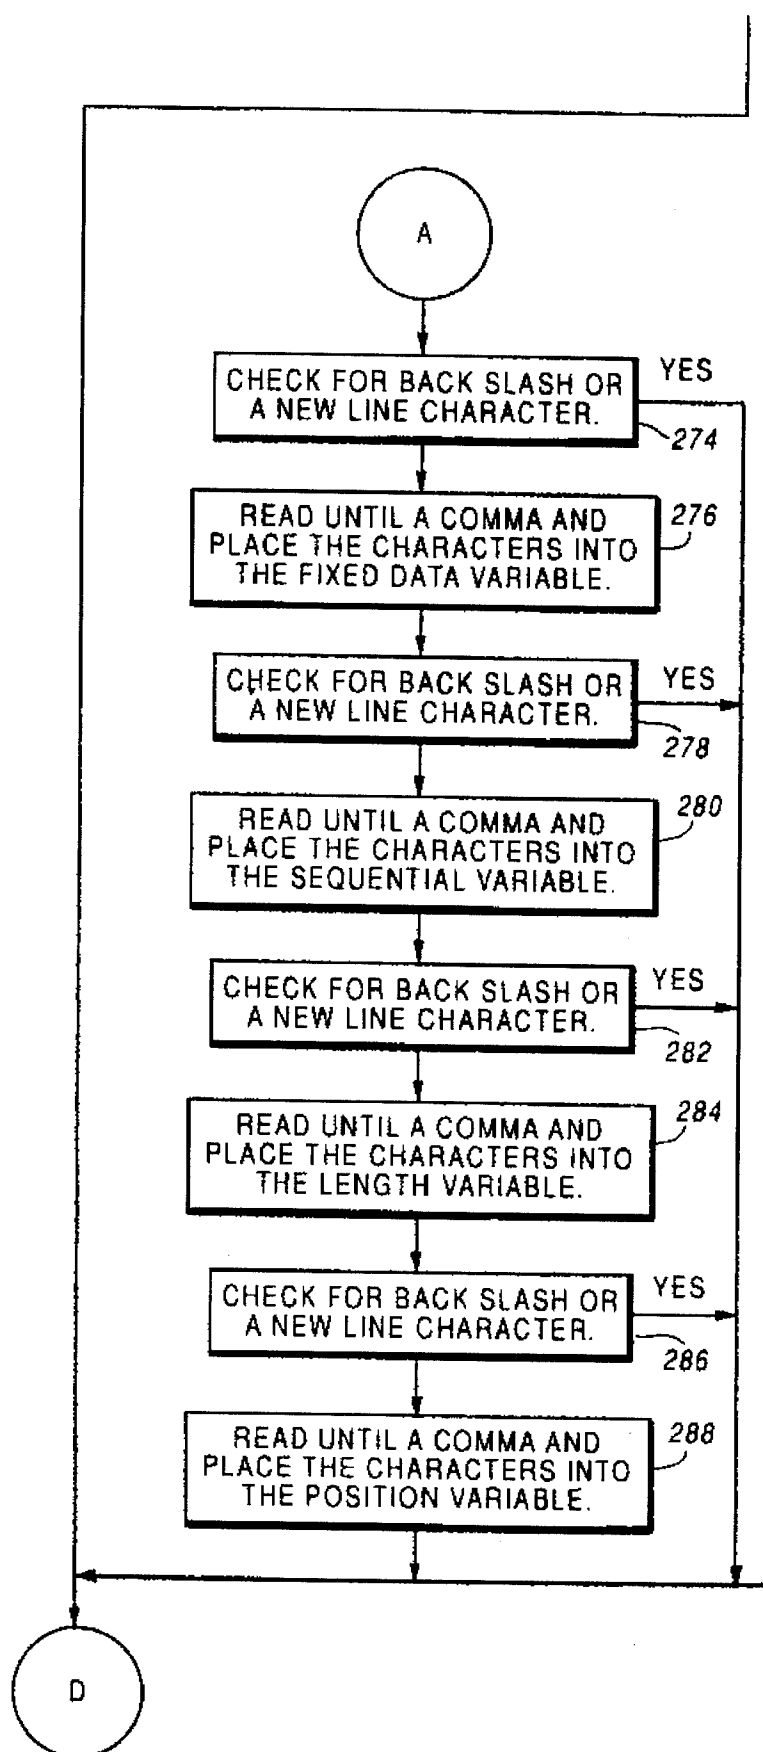 A
CHECK FOR BACK SLASH OR
A NEW LINE CHARACTER.
YES
274
READ UNTIL A COMMA AND
PLACE THE CHARACTERS INTO
THE FIXED DATA VARIABLE.
276
CHECK FOR BACK SLASH OR
A NEW LINE CHARACTER.
YES
278
READ UNTIL A COMMA AND
PLACE THE CHARACTERS INTO
THE SEQUENTIAL VARIABLE.
280
CHECK FOR BACK SLASH OR
A NEW LINE CHARACTER.
YES
282
READ UNTIL A COMMA AND
PLACE THE CHARACTERS INTO
THE LENGTH VARIABLE.
284
CHECK FOR BACK SLASH OR
A NEW LINE CHARACTER.
YES
286
READ UNTIL A COMMA AND
PLACE THE CHARACTERS INTO
THE POSITION VARIABLE.
288
D